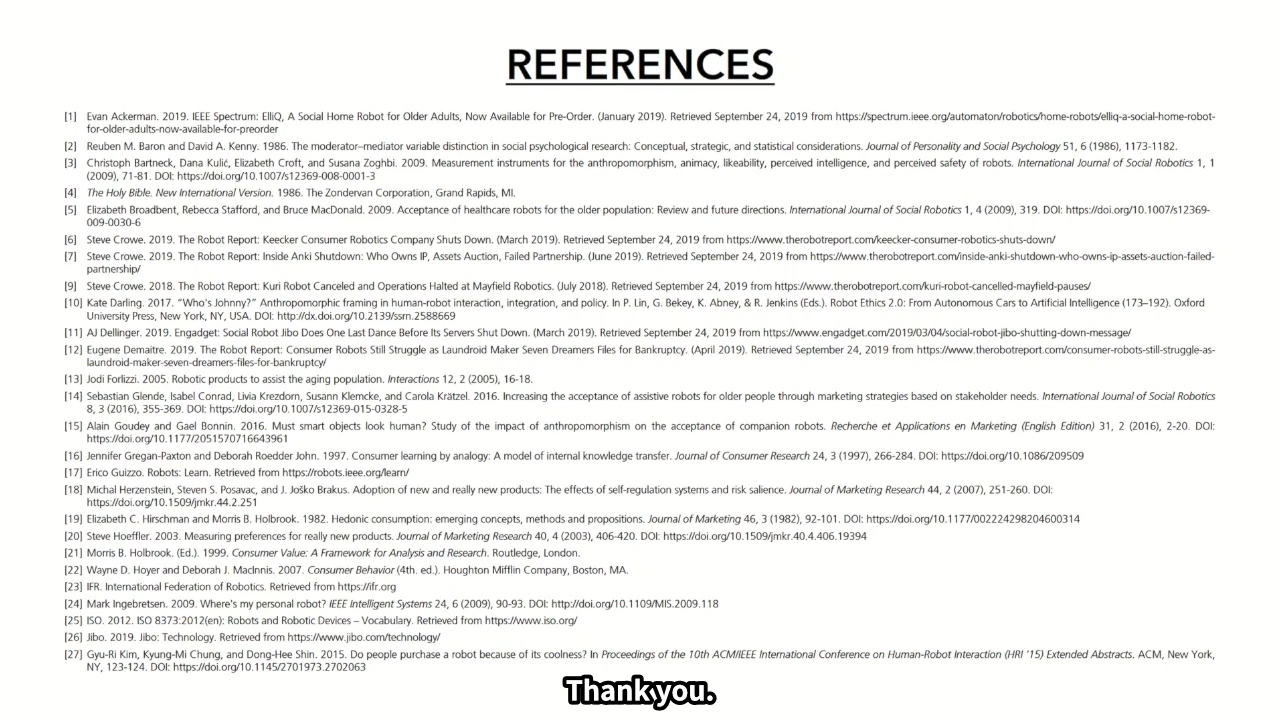 REFERENCES
[1] Evan Ackerman. 2019. IEEE Spectrum: ElliQ, A Social Home Robot for Older Adults, Now Available for Pre-Order. (January 2019). Retrieved September 24, 2019 from https://spectrum.ieee.org/automaton/robotics/home-robots/elliq-a-social-home-robot-
for-older-adults-now-available-for-preorder
[2] Reuben M. Baron and David A. Kenny. 1986. The moderator–mediator variable distinction in social psychological research: Conceptual, strategic, and statistical considerations. Journal of Personality and Social Psychology 51, 6 (1986), 1173-1182.
[3] Christoph Bartneck, Dana Kulić, Elizabeth Croft, and Susana Zoghbi. 2009. Measurement instruments for the anthropomorphism, animacy, likeability, perceived intelligence, and perceived safety of robots. International Journal of Social Robotics 1, 1
(2009), 71-81. DOI: https://doi.org/10.1007/s12369-008-0001-3
[4] The Holy Bible. New International Version. 1986. The Zondervan Corporation, Grand Rapids, MI.
[5] Elizabeth Broadbent, Rebecca Stafford, and Bruce MacDonald. 2009. Acceptance of healthcare robots for the older population: Review and future directions. International Journal of Social Robotics 1, 4 (2009), 319. DOI: https://doi.org/10.1007/s12369-
009-0030-6
[6] Steve Crowe. 2019. The Robot Report: Keecker Consumer Robotics Company Shuts Down. (March 2019). Retrieved September 24, 2019 from https://www.therobotreport.com/keecker-consumer-robotics-shuts-down/
[7] Steve Crowe. 2019. The Robot Report: Inside Anki Shutdown: Who Owns IP, Assets Auction, Failed Partnership. (June 2019). Retrieved September 24, 2019 from https://www.therobotreport.com/inside-anki-shutdown-who-owns-ip-assets-auction-failed-
partnership/
[9] Steve Crowe. 2018. The Robot Report: Kuri Robot Canceled and Operations Halted at Mayfield Robotics. (July 2018). Retrieved September 24, 2019 from https://www.therobotreport.com/kuri-robot-cancelled-mayfield-pauses/
[10] Kate Darling. 2017. “Who's Johnny?” Anthropomorphic framing in human-robot interaction, integration, and policy. In P. Lin, G. Bekey, K. Abney, & R. Jenkins (Eds.). Robot Ethics 2.0: From Autonomous Cars to Artificial Intelligence (173–192). Oxford
University Press, New York, NY, USA. DOI: http://dx.doi.org/10.2139/ssrn.2588669
[11] AJ Dellinger. 2019. Engadget: Social Robot Jibo Does One Last Dance Before Its Servers Shut Down. (March 2019). Retrieved September 24, 2019 from https://www.engadget.com/2019/03/04/social-robot-jibo-shutting-down-message/
[12] Eugene Demaitre. 2019. The Robot Report: Consumer Robots Still Struggle as Laundroid Maker Seven Dreamers Files for Bankruptcy. (April 2019). Retrieved September 24, 2019 from https://www.therobotreport.com/consumer-robots-still-struggle-as-
laundroid-maker-seven-dreamers-files-for-bankruptcy/
[13] Jodi Forlizzi. 2005. Robotic products to assist the aging population. Interactions 12, 2 (2005), 16-18.
[14] Sebastian Glende, Isabel Conrad, Livia Krezdorn, Susann Klemcke, and Carola Krätzel. 2016. Increasing the acceptance of assistive robots for older people through marketing strategies based on stakeholder needs. International Journal of Social Robotics
8, 3 (2016), 355-369. DOI: https://doi.org/10.1007/s12369-015-0328-5
[15] Alain Goudey and Gael Bonnin. 2016. Must smart objects look human? Study of the impact of anthropomorphism on the acceptance of companion robots. Recherche et Applications en Marketing (English Edition) 31, 2 (2016), 2-20. DOI:
https://doi.org/10.1177/2051570716643961
[16] Jennifer Gregan-Paxton and Deborah Roedder John. 1997. Consumer learning by analogy: A model of internal knowledge transfer. Journal of Consumer Research 24, 3 (1997), 266-284. DOI: https://doi.org/10.1086/209509
[17] Erico Guizzo. Robots: Learn. Retrieved from https://robots.ieee.org/learn/
[18] Michal Herzenstein, Steven S. Posavac, and J. Joško Brakus. Adoption of new and really new products: The effects of self-regulation systems and risk salience. Journal of Marketing Research 44, 2 (2007), 251-260. DOI:
https://doi.org/10.1509/jmkr.44.2.251
[19] Elizabeth C. Hirschman and Morris B. Holbrook. 1982. Hedonic consumption: emerging concepts, methods and propositions. Journal of Marketing 46, 3 (1982), 92-101. DOI: https://doi.org/10.1177/002224298204600314
[20] Steve Hoeffler. 2003. Measuring preferences for really new products. Journal of Marketing Research 40, 4 (2003), 406-420. DOI: https://doi.org/10.1509/jmkr.40.4.406.19394
[21] Morris B. Holbrook. (Ed.). 1999. Consumer Value: A Framework for Analysis and Research. Routledge, London.
[22] Wayne D. Hoyer and Deborah J. MacInnis. 2007. Consumer Behavior (4th. ed.). Houghton Mifflin Company, Boston, MA.
[23] IFR. International Federation of Robotics. Retrieved from https://ifr.org
[24] Mark Ingebretsen. 2009. Where's my personal robot? IEEE Intelligent Systems 24, 6 (2009), 90-93. DOI: http://doi.org/10.1109/MIS.2009.118
[25] ISO. 2012. ISO 8373:2012(en): Robots and Robotic Devices – Vocabulary. Retrieved from https://www.iso.org/
[26] Jibo. 2019. Jibo: Technology. Retrieved from https://www.jibo.com/technology/
[27] Gyu-Ri Kim, Kyung-Mi Chung, and Dong-Hee Shin. 2015. Do people purchase a robot because of its coolness? In Proceedings of the 10th ACM/IEEE International Conference on Human-Robot Interaction (HRI '15) Extended Abstracts. ACM, New York,
NY, 123-124. DOI: https://doi.org/10.1145/2701973.2702063
Thank you.